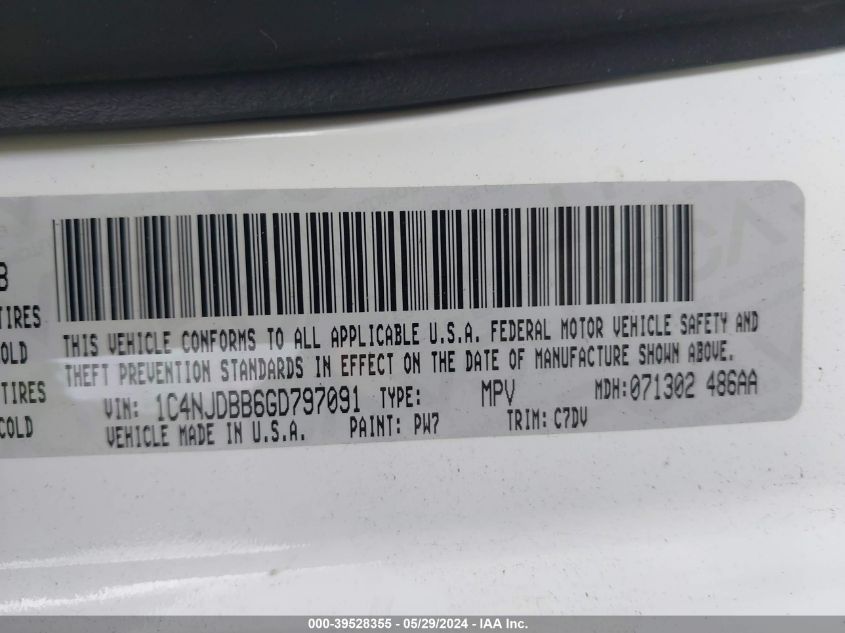 B
TIRES
COLD
TIRES
COLD
THIS VEHICLE CONFORMS TO ALL APPLICABLE U.S.A. FEDERAL MOTOR VEHICLE SAFETY AND
THEFT PREVENTION STANDARDS IN EFFECT ON THE DATE OF MANUFACTURE SHOWN ABOVE.
VIN: 1C4NJDBB6GD797091 TYPE: MPV MDH:071302 486AA
VEHICLE MADE IN U.S.A. PAINT: PW7 TRIM: C7DV
000-39528355 - 05/29/2024 - IAA Inc.